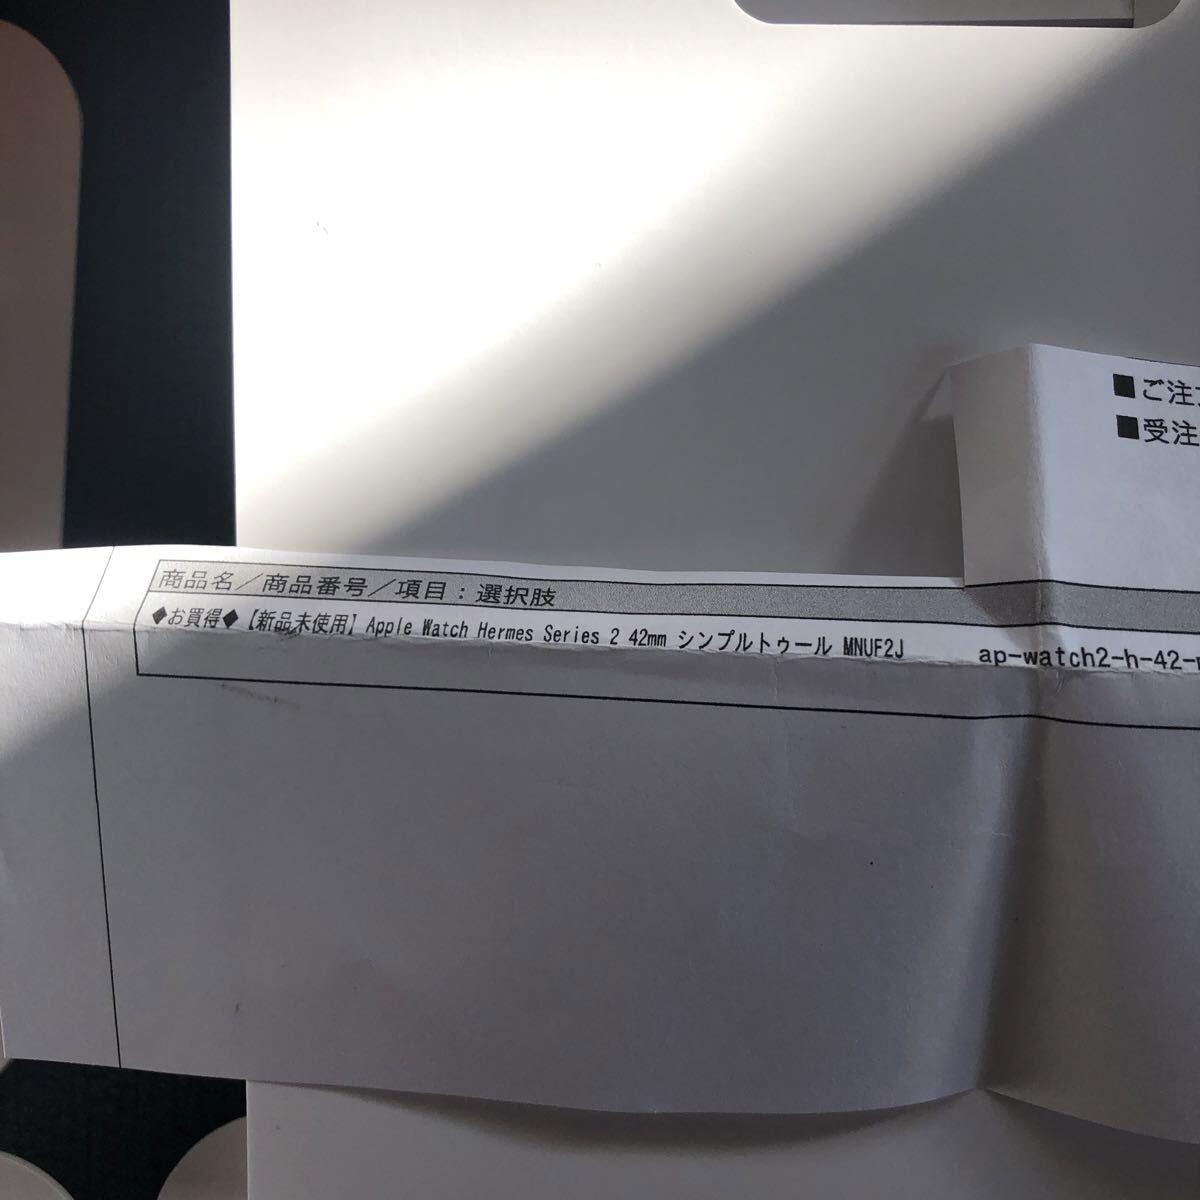 ■ご注
■受注
商品名／商品番号／項目：選択肢
◆お買得◆【新品未使用】Apple Watch Hermes Series 2 42mm シンプルトゥール MNUF2J ap-watch2-h-42-